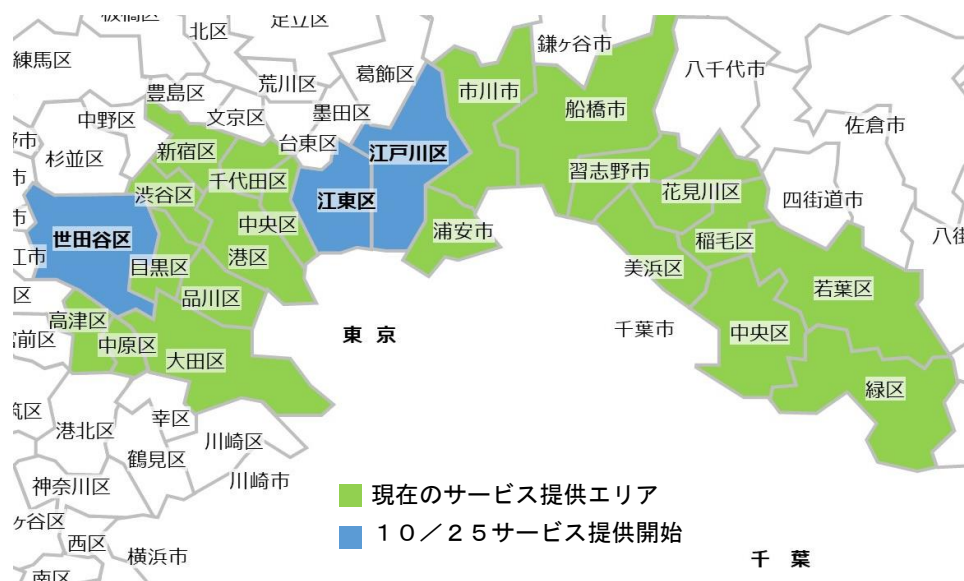 北区
足立区
鎌ヶ谷市
練馬区
葛飾区
荒川区
市川市
八千代市
豊島区
文京区
墨田区
船橋市
中野区
台東区
佐倉市
杉並区
新宿区
江戸川区
千代田区
習志野市
渋谷区
江東区
花見川区
四街道市
中央区
浦安市
世田谷区
稲毛区
目黒区
港区
美浜区
品川区
若葉区
高津区
東 京
千葉市
中央区
中原区
大田区
緑区
幸区
港北区
川崎区
鶴見区
川崎市
神奈川区
現在のサービス提供エリア
１０／２５サービス提供開始
西区
横浜市
千 葉
南区